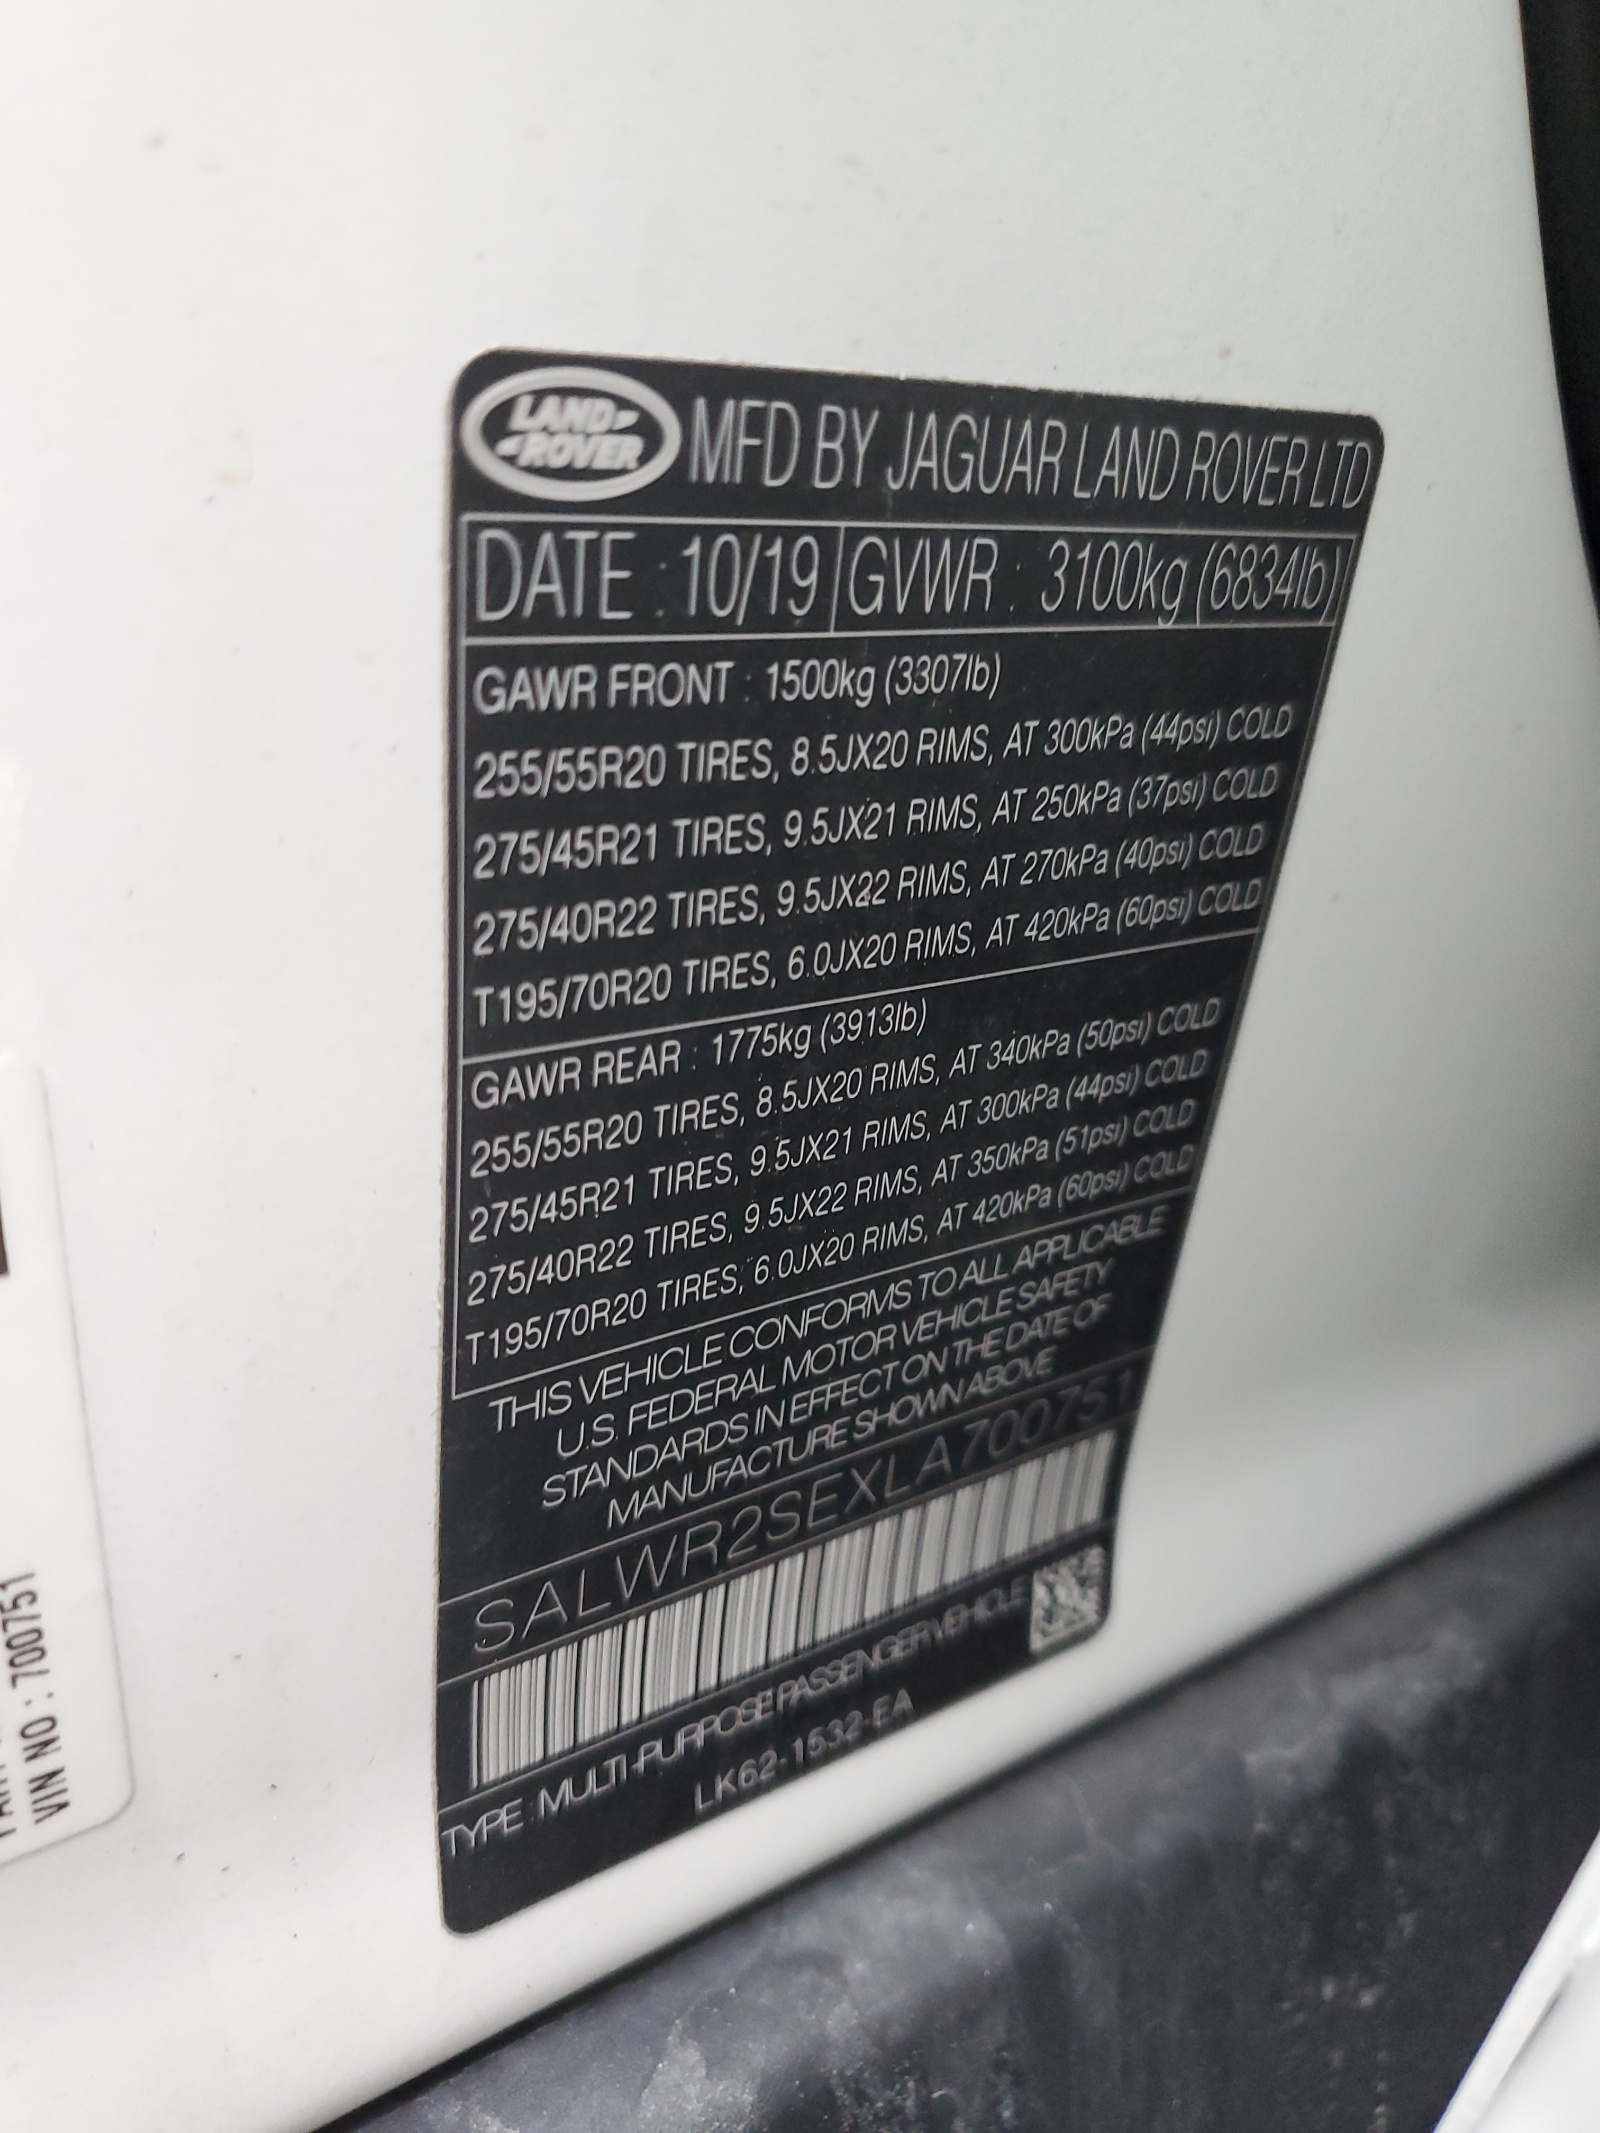 LAND-
-ROVER
MFD BY JAGUAR LAND ROVER LTD
DATE : 10/19 GVWR : 3100kg (6834lb)
GAWR FRONT : 1500kg (3307lb)
255/55R20 TIRES, 8.5JX20 RIMS, AT 300kPa (44psi) COLD
275/45R21 TIRES, 9.5JX21 RIMS, AT 250kPa (37psi) COLD
275/40R22 TIRES, 9.5JX22 RIMS, AT 270kPa (40psi) COLD
T195/70R20 TIRES, 6.0JX20 RIMS, AT 420kPa (60psi) COLD
GAWR REAR : 1775kg (3913lb)
255/55R20 TIRES, 8.5JX20 RIMS, AT 340kPa (50psi) COLD
275/45R21 TIRES, 9.5JX21 RIMS, AT 300kPa (44psi) COLD
275/40R22 TIRES, 9.5JX22 RIMS, AT 350kPa (51psi) COLD
T195/70R20 TIRES, 6.0JX20 RIMS, AT 420kPa (60psi) COLD
THIS VEHICLE CONFORMS TO ALL APPLICABLE
U.S. FEDERAL MOTOR VEHICLE SAFETY
STANDARDS IN EFFECT ON THE DATE OF
MANUFACTURE SHOWN ABOVE
SALWR2SEXLA700751
TYPE : MULTI-PURPOSE PASSENGER VEHICLE
LK62-1532-EA
VIN NO : 700751